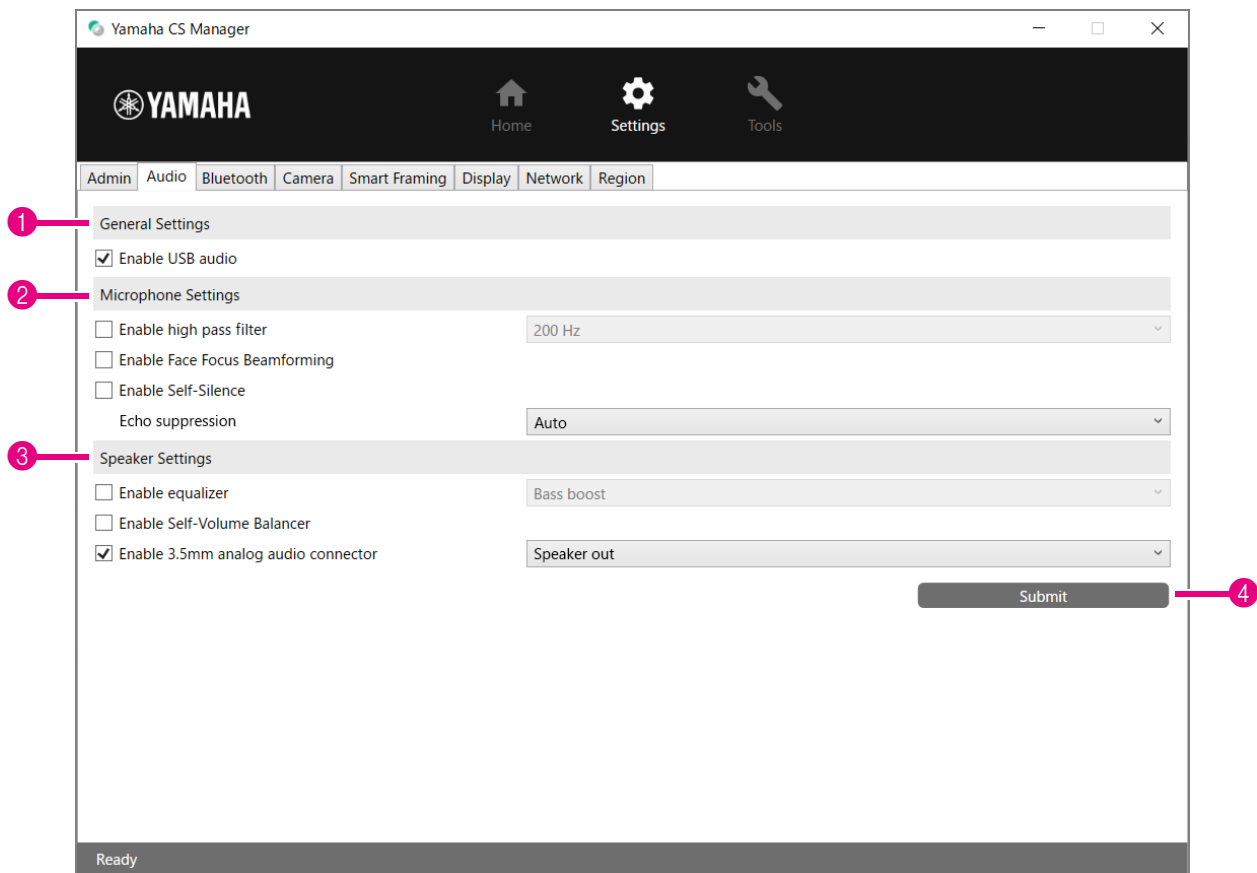 Yamaha CS Manager
YAMAHA
Home Settings Tools
Admin Audio Bluetooth Camera Smart Framing Display Network Region
1 General Settings
Enable USB audio
2 Microphone Settings
Enable high pass filter 200 Hz
Enable Face Focus Beamforming
Enable Self-Silence
Echo suppression Auto
3 Speaker Settings
Enable equalizer Bass boost
Enable Self-Volume Balancer
Enable 3.5mm analog audio connector Speaker out
Submit 4
Ready